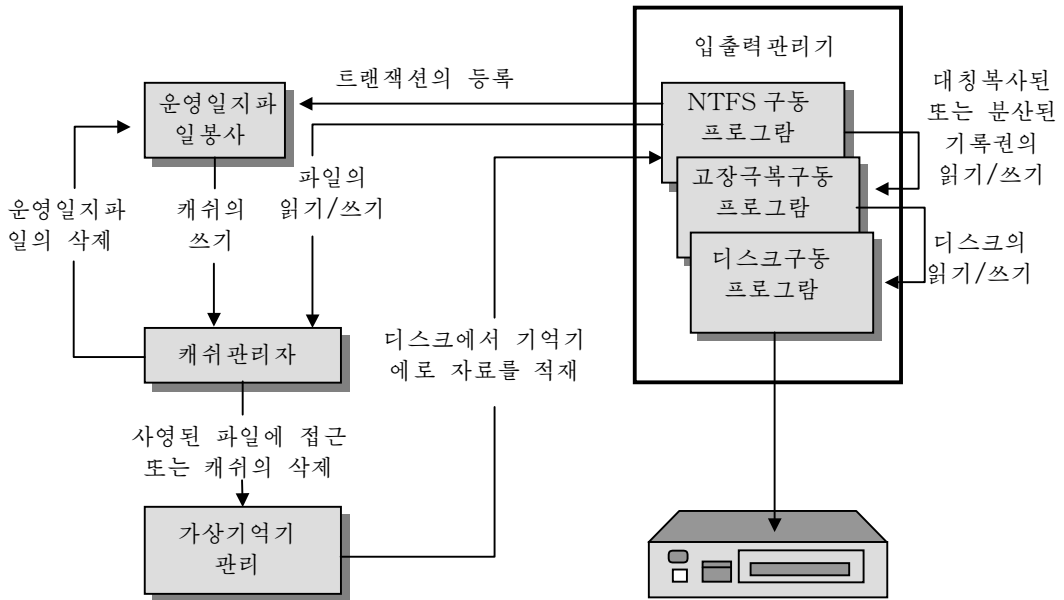 입출력관리기
트랜잭션의 등록
운영일지파
일봉사
NTFS 구동
프로그람
대칭복사된
또는 분산된
기록권의
읽기/쓰기
고장극복구동
프로그람
파일의
읽기/쓰기
캐쉬의
쓰기
운영일지파
일의 삭제
디스크구동
프로그람
디스크의
읽기/쓰기
캐쉬관리자
디스크에서 기억기
에로 자료를 적재
사영된 파일에 접근
또는 캐쉬의 삭제
가상기억기
관리